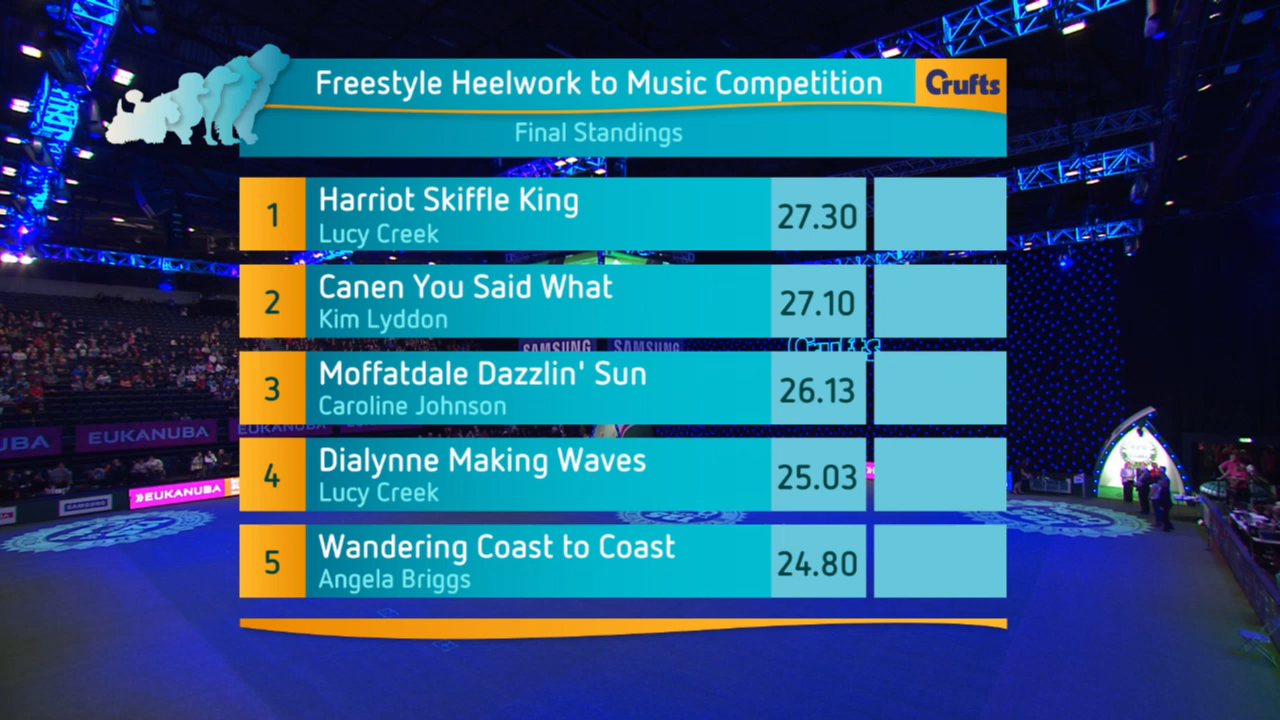 Freestyle Heelwork to Music Competition
Crufts
Final Standings
1
Harriot Skiffle King
Lucy Creek
27.30
2
Canen You Said What
Kim Lyddon
27.10
SAMSUNG
SAMSUNG
Crufts
3
Moffatdale Dazzlin' Sun
Caroline Johnson
26.13
EUKANUBA
EUKANUBA
4
Dialynne Making Waves
Lucy Creek
25.03
EUKANUBA
SAMSUNG
5
Wandering Coast to Coast
Angela Briggs
24.80